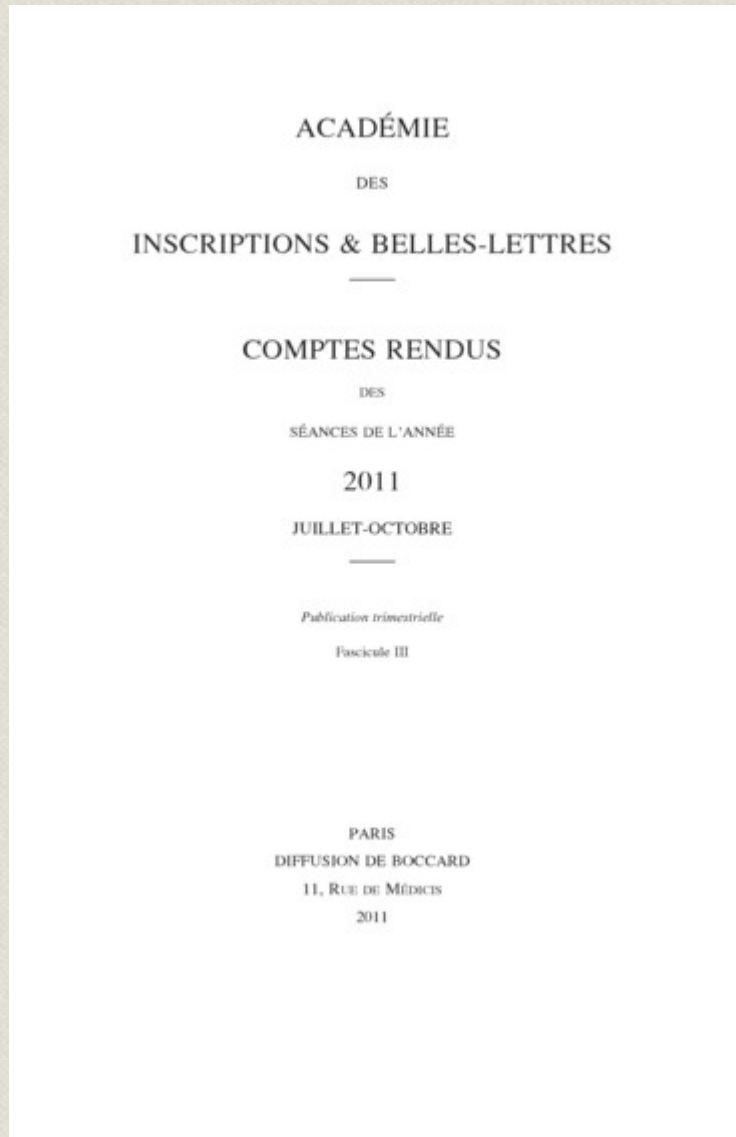 ACADÉMIE
DES
INSCRIPTIONS & BELLES-LETTRES
COMPTES RENDUS
DES
SÉANCES DE L'ANNÉE
2011
JUILLET-OCTOBRE
Publication trimestrielle
Fascicule III
PARIS
DIFFUSION DE BOCCARD
11, RUE DE MÉDICIS
2011